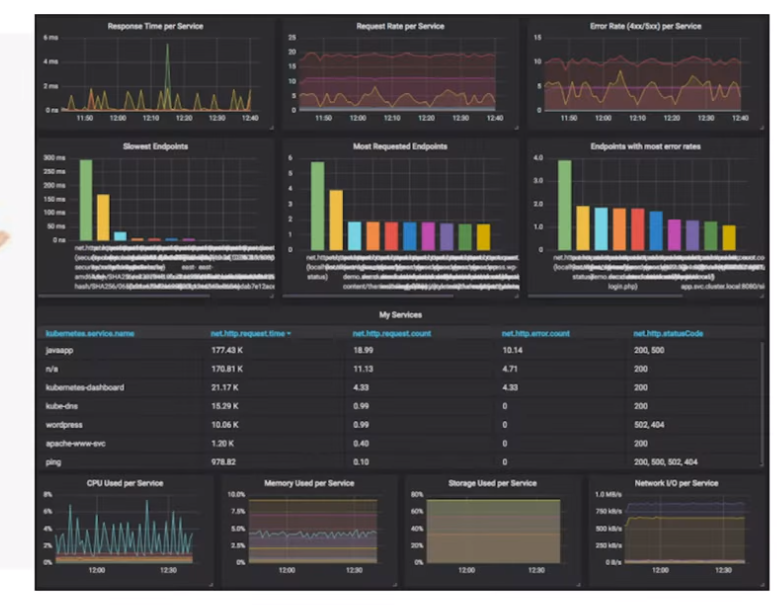 Response Time per Service
Request Rate per Service
Error Rate (4xx/5xx) per Service
6 ms
4 ms
2 ms
0 ns
11:50 12:00 12:10 12:20 12:30 12:40
25
20
15
10
5
0
11:50 12:00 12:10 12:20 12:30 12:40
15
10
5
0
11:50 12:00 12:10 12:20 12:30 12:40
Slowest Endpoints
Most Requested Endpoints
Endpoints with most error rates
300 ms
250 ms
200 ms
150 ms
100 ms
50 ms
0 ns
6
5
4
3
2
1
0
4.0
3.0
2.0
1.0
0
status)
login.php)
My Services
kubernetes.service.name net.http.request.time net.http.request.count net.http.error.count net.http.statusCode
javaapp 177.43 K 18.99 10.14 200, 500
n/a 170.81 K 11.13 4.71 200
kubernetes-dashboard 21.17 K 4.33 4.33 200
kube-dns 15.29 K 0.99 0 200
wordpress 10.06 K 0.99 0 502, 404
apache-www-svc 1.20 K 0.40 0 200
ping 978.82 0.10 0 200, 500, 502, 404
CPU Used per Service
Memory Used per Service
Storage Used per Service
Network I/O per Service
8%
6%
4%
2%
0%
12:00 12:30
10.0%
7.5%
5.0%
2.5%
0%
12:00 12:30
80%
60%
40%
20%
0%
12:00 12:30
1.0 MB/s
750 kB/s
500 kB/s
250 kB/s
0 B/s
12:00 12:30